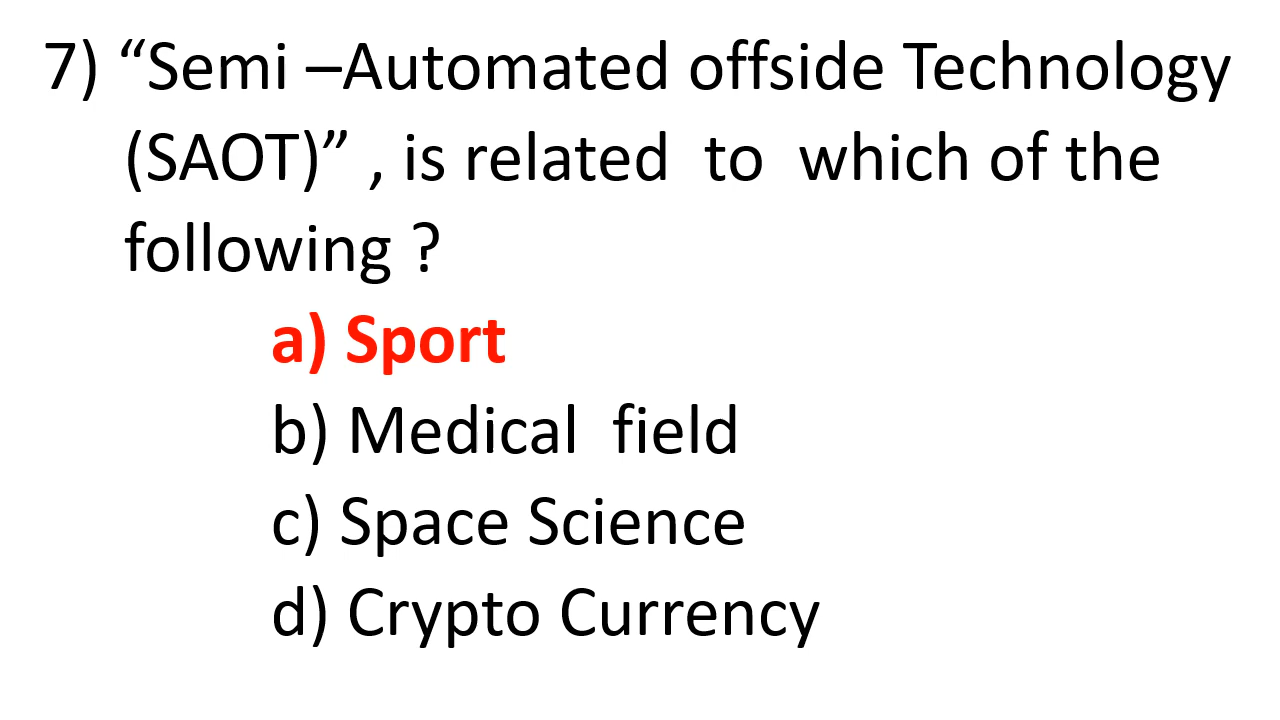 7) “Semi –Automated offside Technology
(SAOT)” , is related to which of the
following ?
a) Sport
b) Medical field
c) Space Science
d) Crypto Currency